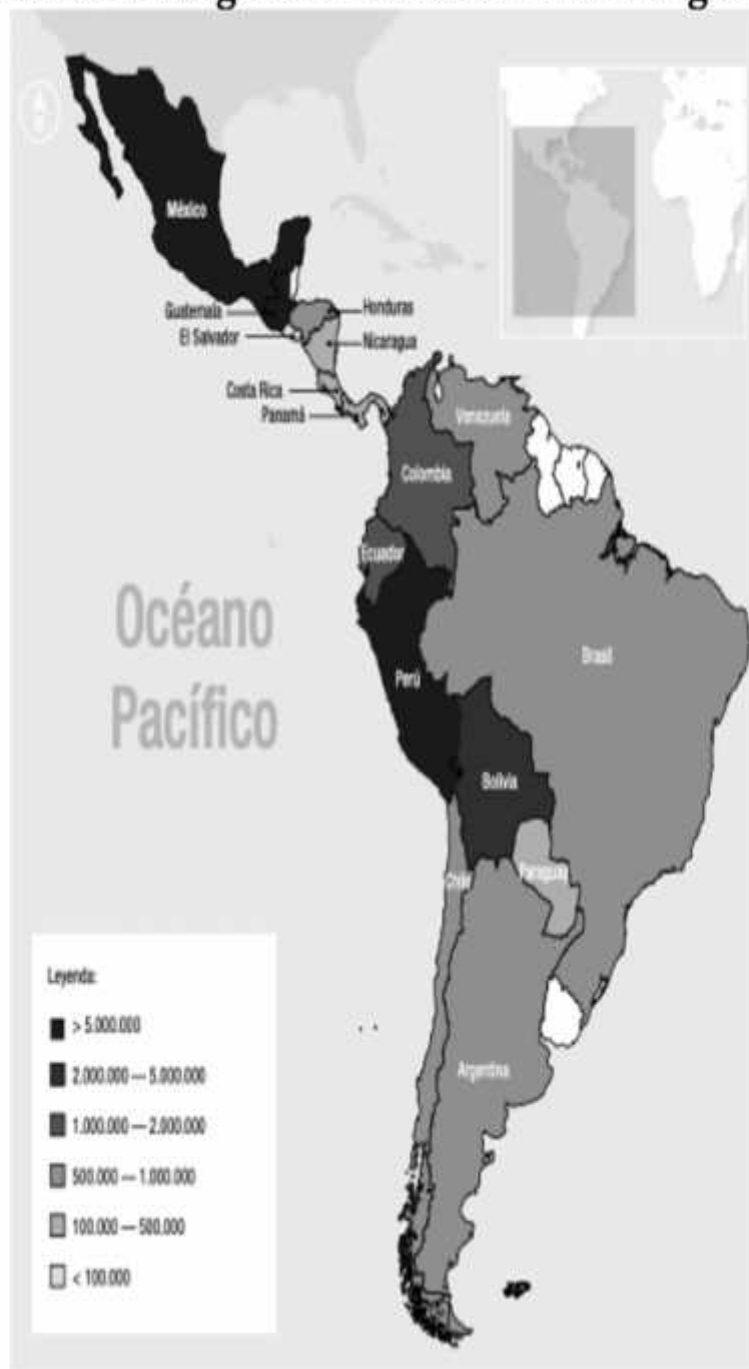 México
Guatemala
Honduras
El Salvador
Nicaragua
Costa Rica
Panamá
Venezuela
Colombia
Ecuador
Océano
Pacífico
Brasil
Perú
Bolivia
Chile
Paraguay
Argentina
Leyenda:
> 5.000.000
2.000.000 — 5.000.000
1.000.000 — 2.000.000
500.000 — 1.000.000
100.000 — 500.000
< 100.000